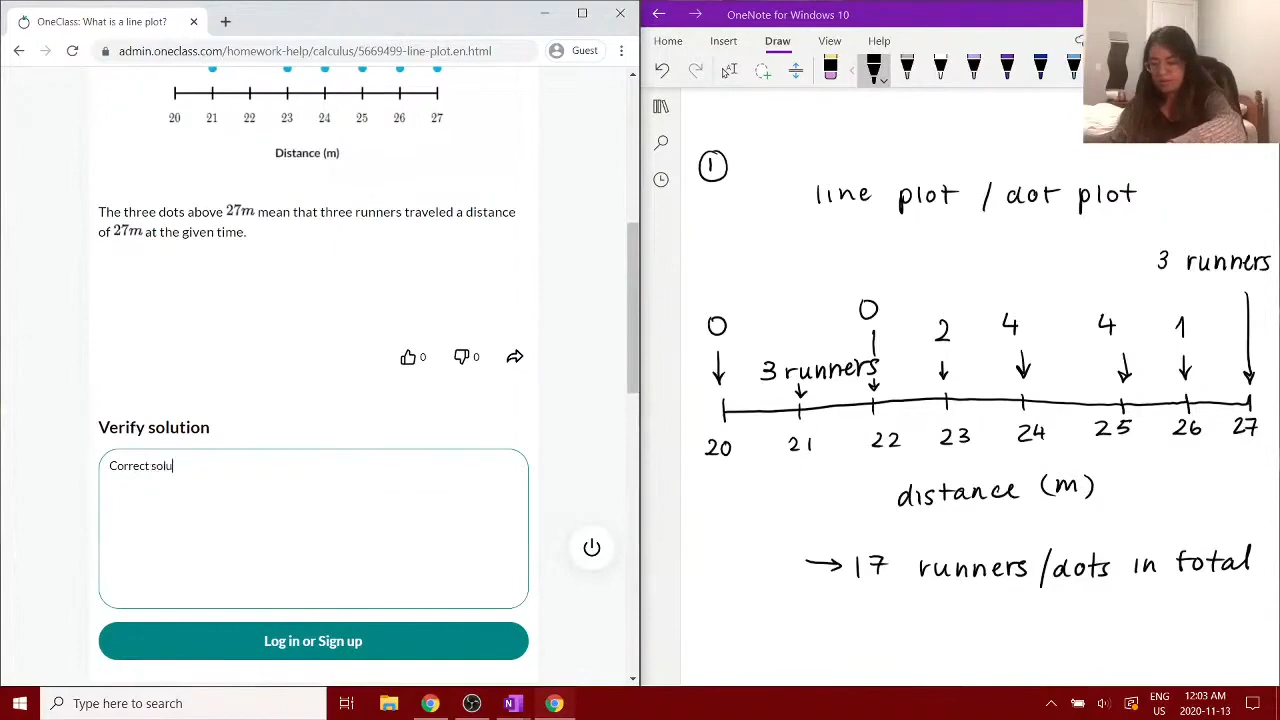 OneClass: What is a line plot?
admin.oneclass.com/homework-help/calculus/5669499-line-plot.en.html
Guest
20 21 22 23 24 25 26 27
Distance (m)
The three dots above 27m mean that three runners traveled a distance
of 27m at the given time.
0 0
Verify solution
Correct solu
Log in or Sign up
OneNote for Windows 10
Home Insert Draw View Help
1
line plot / dot plot
3 runners
0 0 2 4 4 1
3 runners
20 21 22 23 24 25 26 27
distance (m)
→ 17 runners/dots in total
Type here to search
ENG
US
12:03 AM
2020-11-13